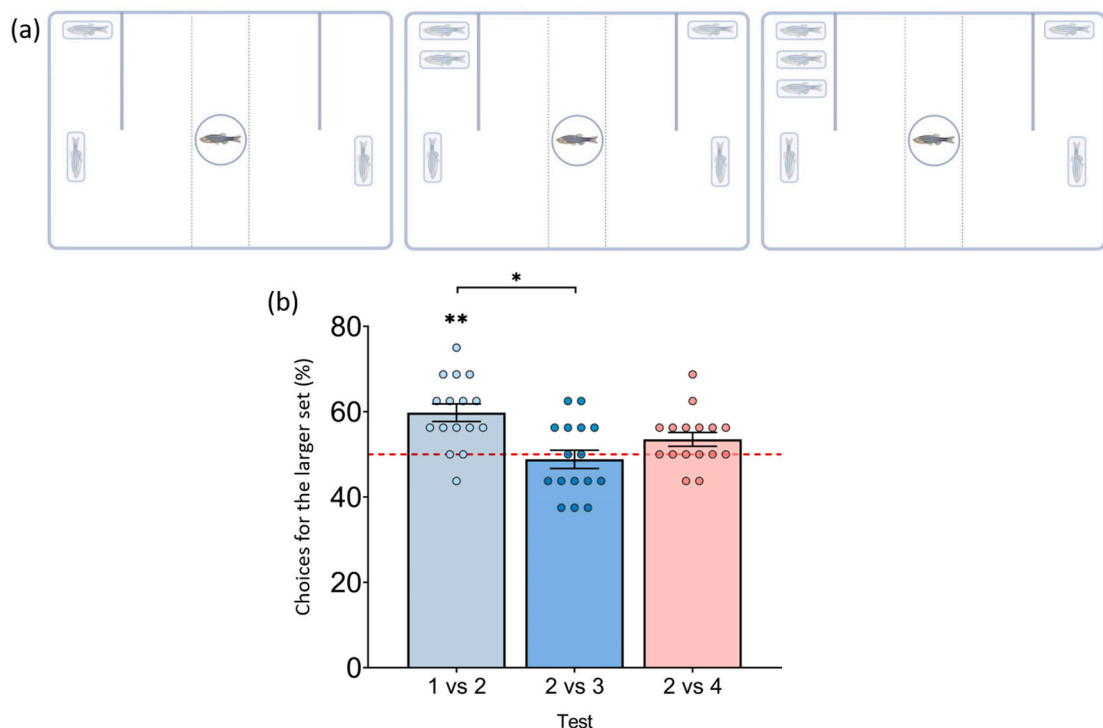 (a)
(b)
*
**
Choices for the larger set (%)
80
60
40
20
0
1 vs 2
2 vs 3
2 vs 4
Test